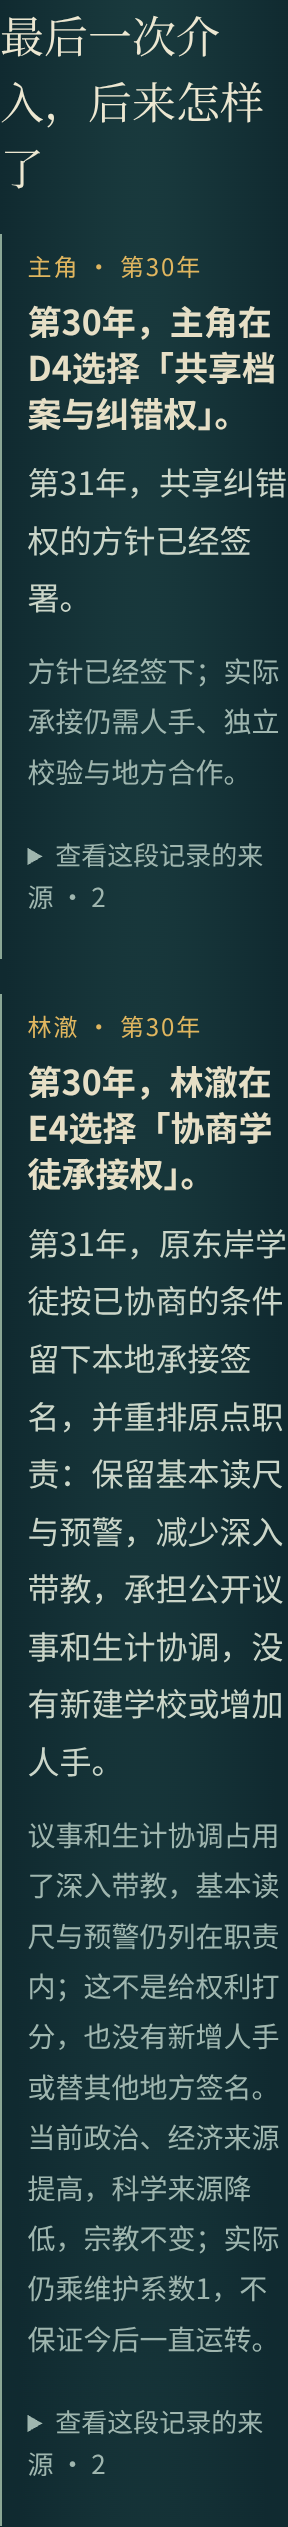 最后一次介
入，后来怎样
了
主角 · 第30年
第30年，主角在
D4选择「共享档
案与纠错权」。
第31年，共享纠错
权的方针已经签
署。
方针已经签下；实际
承接仍需人手、独立
校验与地方合作。
▶ 查看这段记录的来
源 · 2
林澈 · 第30年
第30年，林澈在
E4选择「协商学
徒承接权」。
第31年，原东岸学
徒按已协商的条件
留下本地承接签
名，并重排原点职
责：保留基本读尺
与预警，减少深入
带教，承担公开议
事和生计协调，没
有新建学校或增加
人手。
议事和生计协调占用
了深入带教，基本读
尺与预警仍列在职责
内；这不是给权利打
分，也没有新增人手
或替其他地方签名。
当前政治、经济来源
提高，科学来源降
低，宗教不变；实际
仍乘维护系数1，不
保证今后一直运转。
▶ 查看这段记录的来
源 · 2